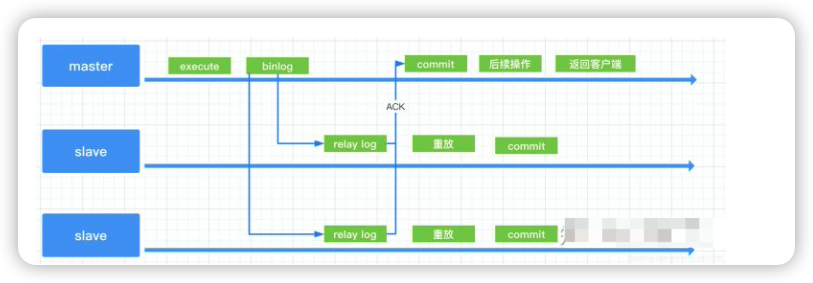 master
execute
binlog
commit
后续操作
返回客户端
ACK
slave
relay log
重放
commit
slave
relay log
重放
commit